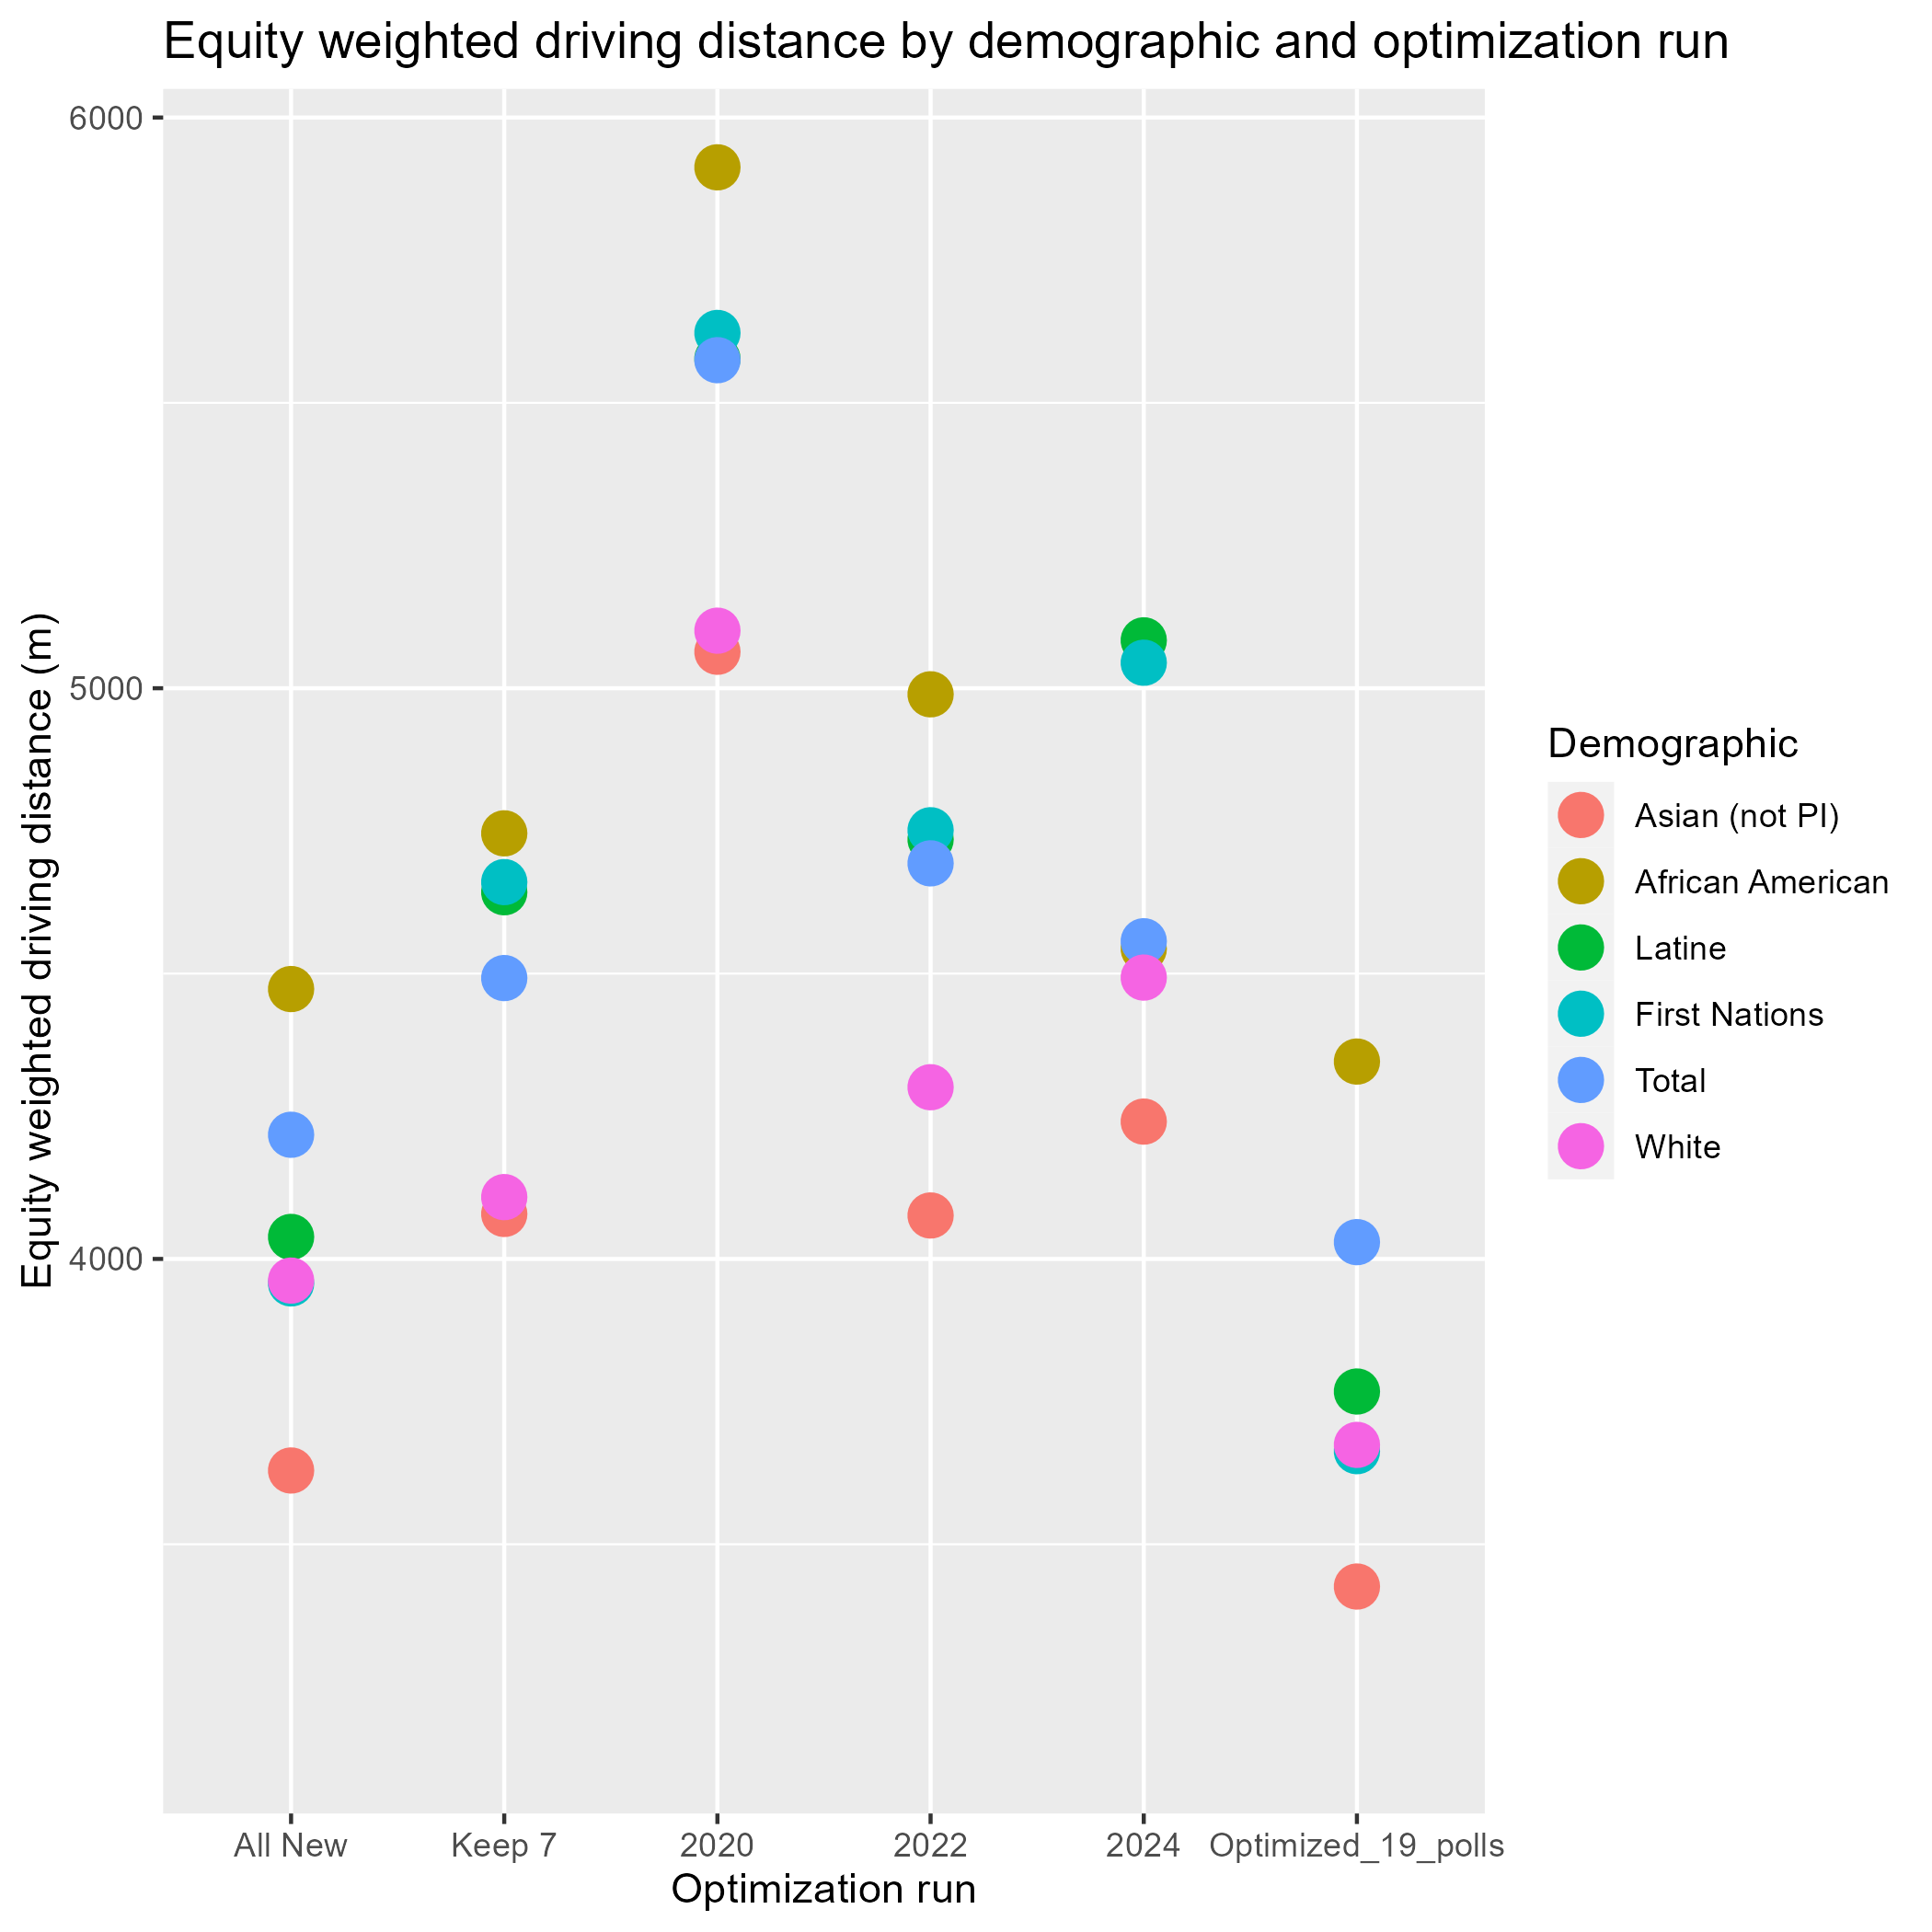 Equity weighted driving distance by demographic and optimization run
Equity weighted driving distance (m)
6000
5000
4000
All New
Keep 7
2020
2022
2024
Optimized_19_polls
Optimization run
Demographic
Asian (not PI)
African American
Latine
First Nations
Total
White